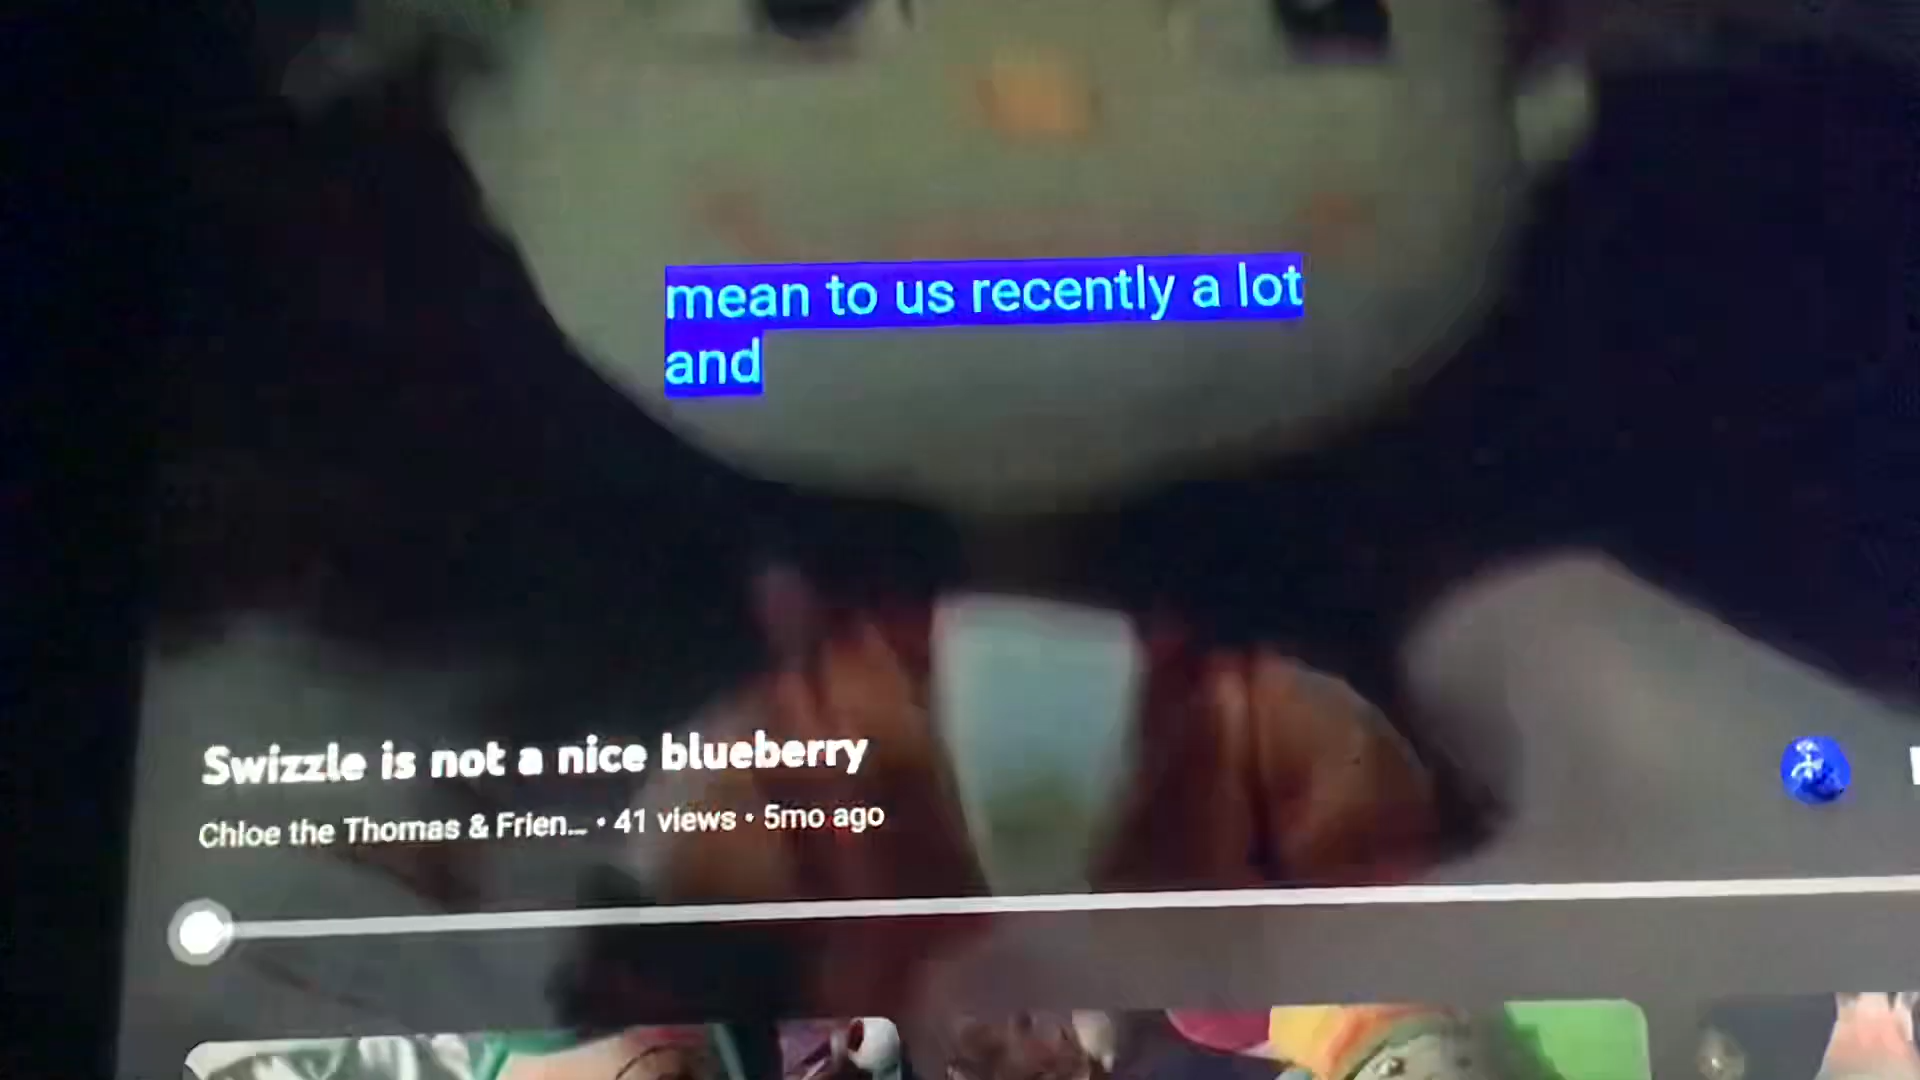 mean to us recently a lot
and
Swizzle is not a nice blueberry
Chloe the Thomas & Frien... • 41 views • 5mo ago